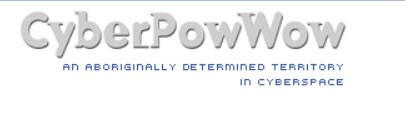 CyberPowWow
AN ABORIGINALLY DETERMINED TERRITORY
IN CYBERSPACE